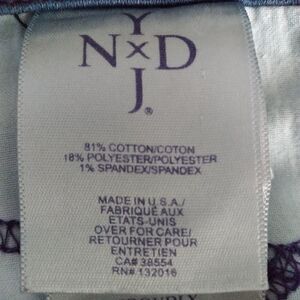 Y
N x D
J®
81% COTTON/COTON
18% POLYESTER/POLYESTER
1% SPANDEX/SPANDEX
MADE IN U.S.A./
FABRIQUÉ AUX
ETATS-UNIS
OVER FOR CARE/
RETOURNER POUR
ENTRETIEN
CA# 38554
RN# 132016